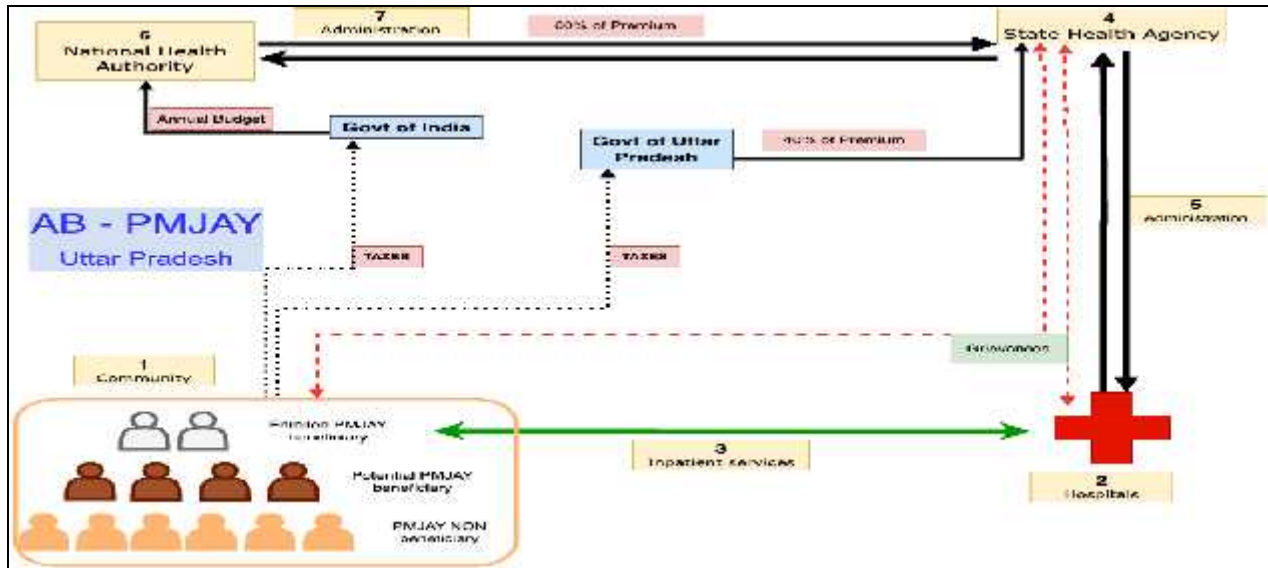 7
Administration
60% of Premium
4
State Health Agency
6
National Health
Authority
Annual Budget
Govt of India
Govt of Uttar
Pradesh
40% of Premium
5
Administration
AB - PMJAY
Uttar Pradesh
TAXES
TAXES
Grievances
1
Community
PMJAY
beneficiary
3
Inpatient services
Potential PMJAY
beneficiary
2
Hospitals
PMJAY NON
beneficiary